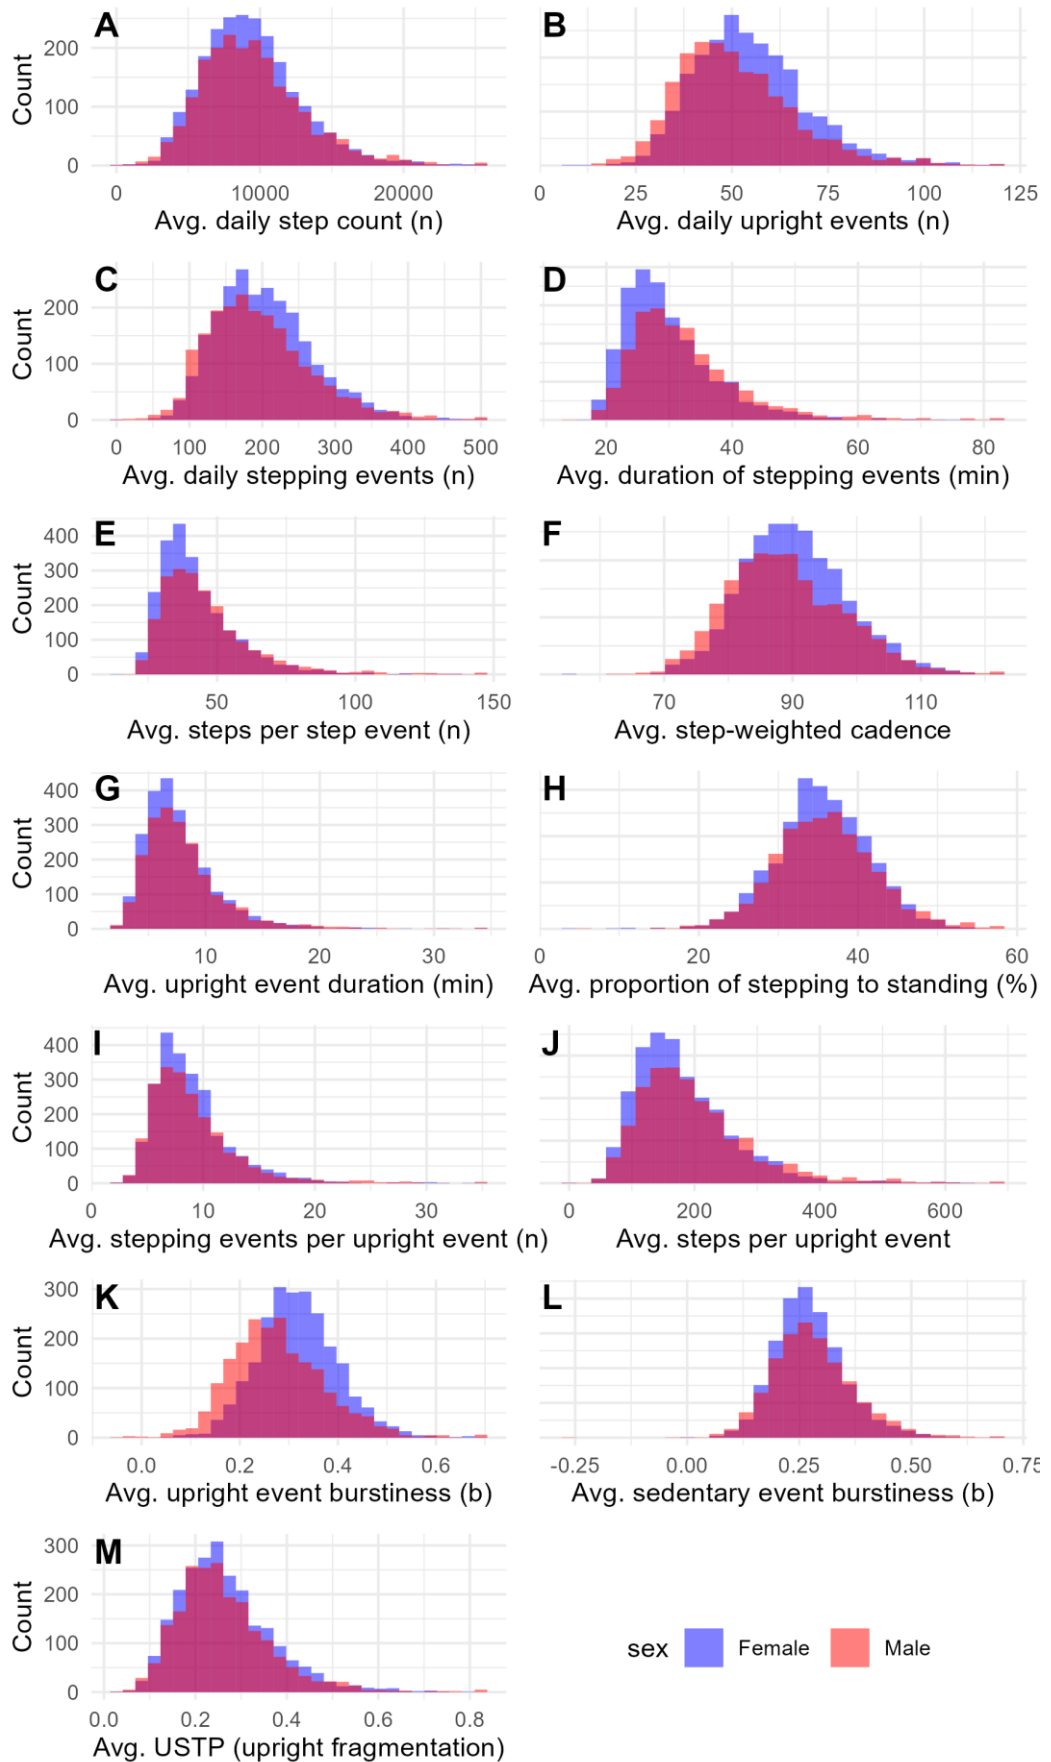 A
B
Count
200
100
0
0
10000
20000
0
25
50
75
100
125
Avg. daily step count (n)
Avg. daily upright events (n)
C
D
Count
200
100
0
0
100
200
300
400
500
20
40
60
80
Avg. daily stepping events (n)
Avg. duration of stepping events (min)
E
F
Count
400
300
200
100
0
50
100
150
70
90
110
Avg. steps per step event (n)
Avg. step-weighted cadence
G
H
Count
400
300
200
100
0
10
20
30
0
20
40
60
Avg. upright event duration (min)
Avg. proportion of stepping to standing (%)
I
J
Count
400
300
200
100
0
0
10
20
30
0
200
400
600
Avg. stepping events per upright event (n)
Avg. steps per upright event
K
L
Count
300
200
100
0
0.0
0.2
0.4
0.6
-0.25
0.00
0.25
0.50
0.75
Avg. upright event burstiness (b)
Avg. sedentary event burstiness (b)
M
Count
300
200
100
0
0.0
0.2
0.4
0.6
0.8
Avg. USTP (upright fragmentation)
sex Female Male